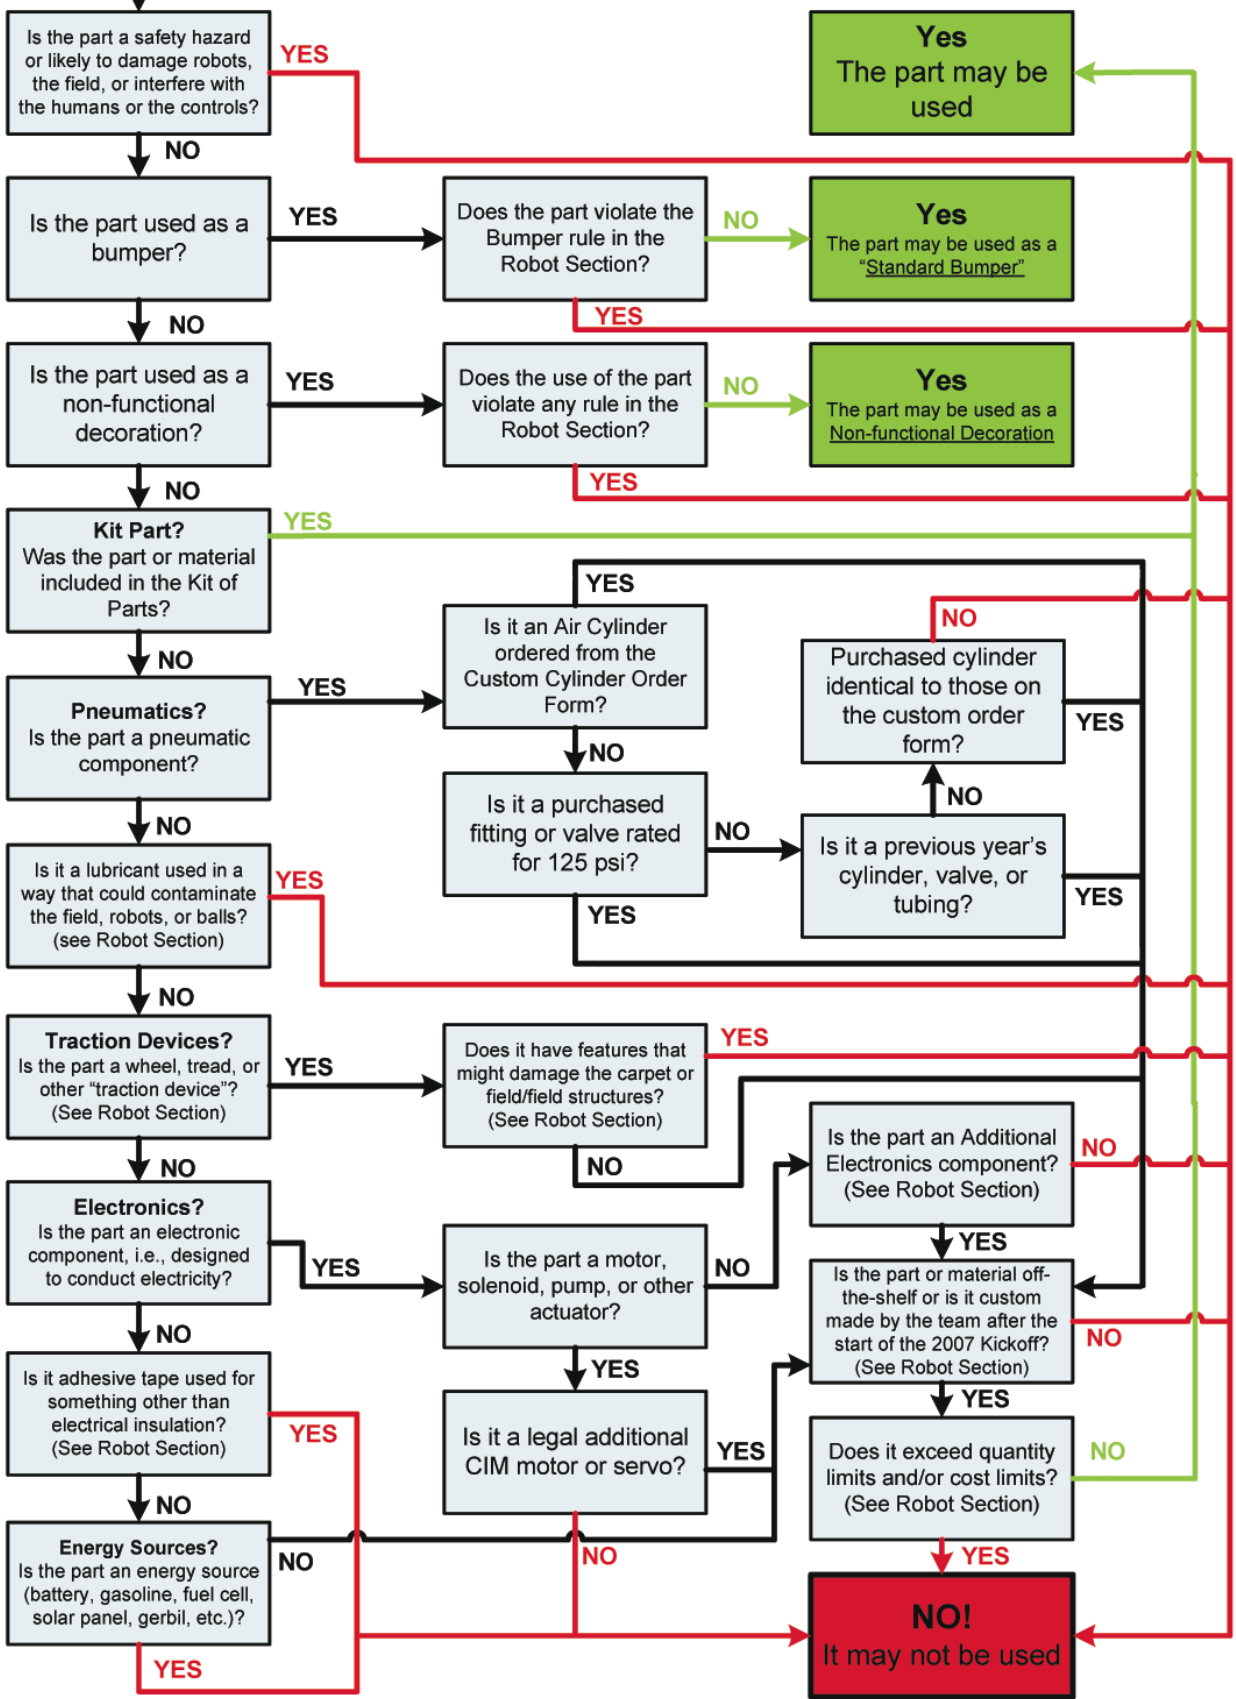 Is the part a safety hazard
or likely to damage robots,
the field, or interfere with
the humans or the controls?
YES
Yes
The part may be
used
NO
Is the part used as a
bumper?
YES
Does the part violate the
Bumper rule in the
Robot Section?
NO
Yes
The part may be used as a
“Standard Bumper”
YES
NO
Is the part used as a
non-functional
decoration?
YES
Does the use of the part
violate any rule in the
Robot Section?
NO
Yes
The part may be used as a
Non-functional Decoration
YES
NO
Kit Part?
Was the part or material
included in the Kit of
Parts?
YES
NO
Pneumatics?
Is the part a pneumatic
component?
YES
YES
Is it an Air Cylinder
ordered from the
Custom Cylinder Order
Form?
NO
Is it a purchased
fitting or valve rated
for 125 psi?
NO
YES
Is it a previous year’s
cylinder, valve, or
tubing?
YES
NO
Purchased cylinder
identical to those on
the custom order
form?
YES
NO
NO
Is it a lubricant used in a
way that could contaminate
the field, robots, or balls?
(see Robot Section)
YES
NO
Traction Devices?
Is the part a wheel, tread, or
other “traction device”?
(See Robot Section)
YES
Does it have features that
might damage the carpet or
field/field structures?
(See Robot Section)
YES
NO
NO
Electronics?
Is the part an electronic
component, i.e., designed
to conduct electricity?
YES
Is the part a motor,
solenoid, pump, or other
actuator?
NO
Is the part an Additional
Electronics component?
(See Robot Section)
NO
YES
Is the part or material off-
the-shelf or is it custom
made by the team after the
start of the 2007 Kickoff?
(See Robot Section)
NO
YES
YES
Is it a legal additional
CIM motor or servo?
YES
NO
Does it exceed quantity
limits and/or cost limits?
(See Robot Section)
NO
YES
NO
Is it adhesive tape used for
something other than
electrical insulation?
(See Robot Section)
YES
NO
Energy Sources?
Is the part an energy source
(battery, gasoline, fuel cell,
solar panel, gerbil, etc.)?
NO
YES
NO!
It may not be used